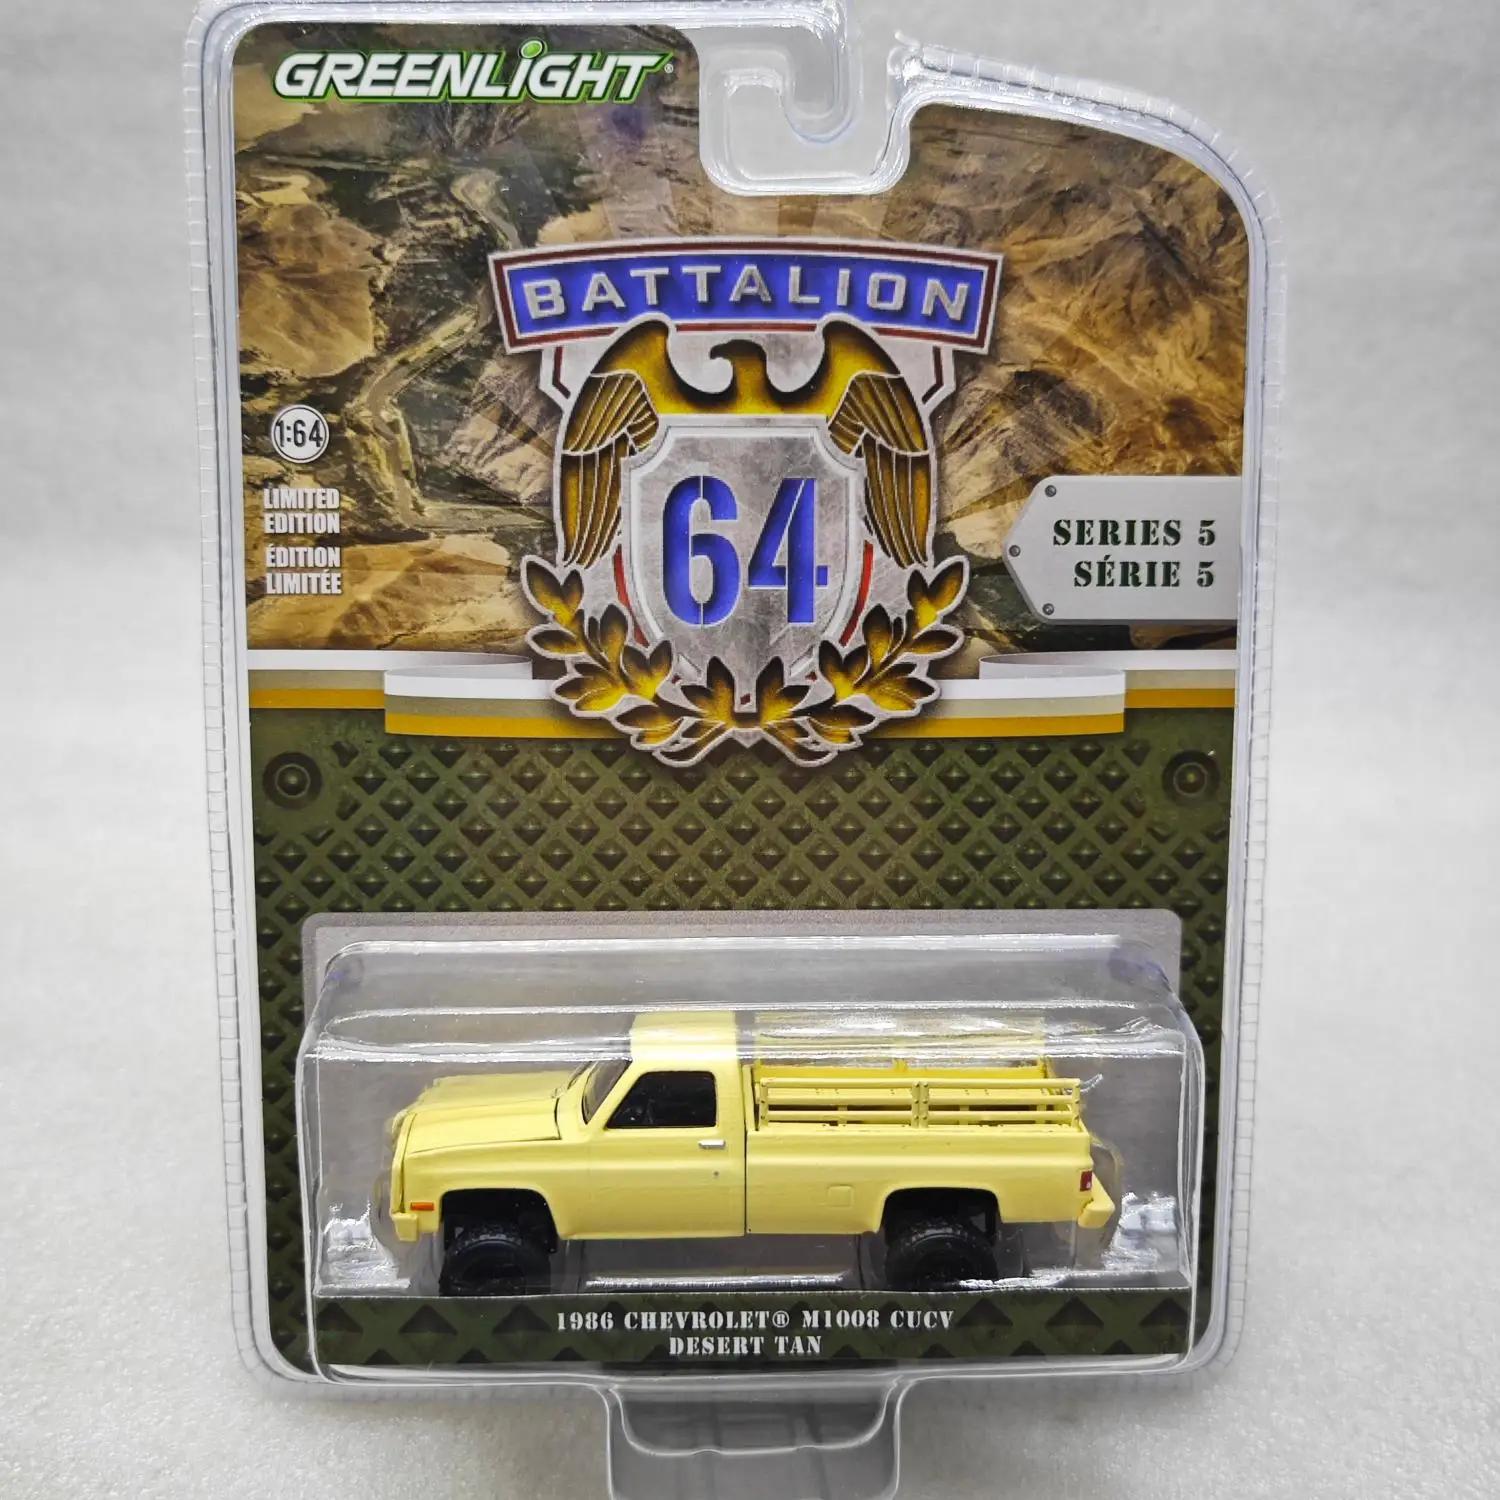 GREENLiGHT®
BATTALION
64
1:64
LIMITED
EDITION
ÉDITION
LIMITÉE
SERIES 5
SÉRIE 5
1986 CHEVROLET® M1008 CUCV
DESERT TAN